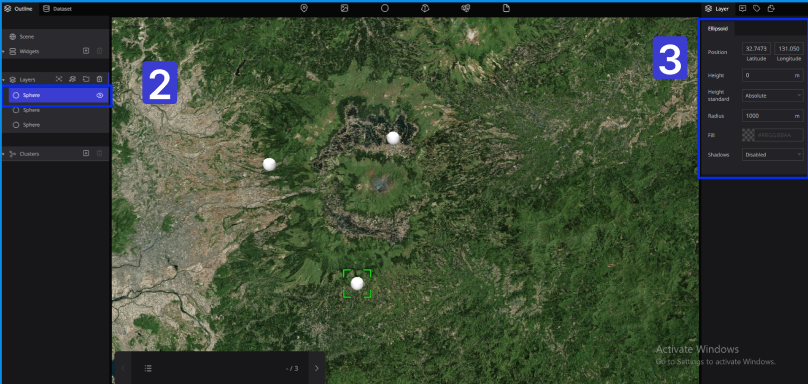 Outline
Dataset
Layer
Scene
Widgets
Layers
Sphere
Sphere
Sphere
Clusters
2
3
Ellipsoid
Position
32.7473
131.050
Latitude
Longitude
Height
0
m
Height
standard
Absolute
Radius
1000
m
Fill
Shadows
Disabled
- / 3
Activate Windows
Go to Settings to activate Windows.